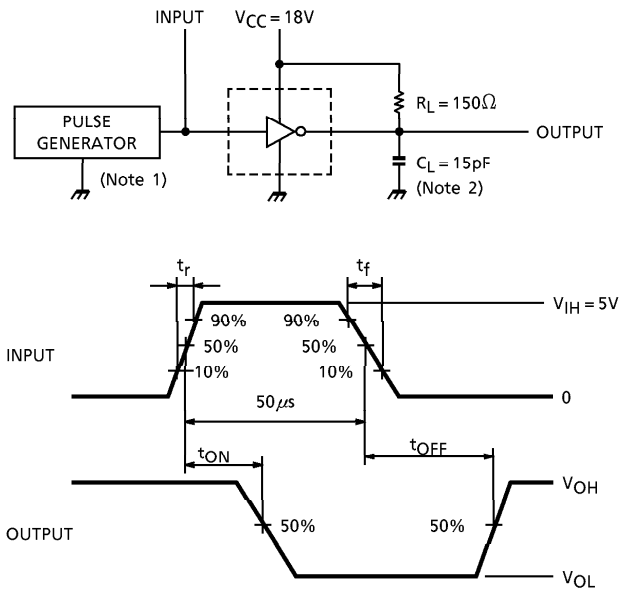 INPUT
VCC = 18V
PULSE
GENERATOR
(Note 1)
RL = 150Ω
OUTPUT
CL = 15pF
(Note 2)
tr
tf
VIH = 5V
90%
90%
INPUT
50%
50%
10%
10%
0
50μs
tON
tOFF
VOH
OUTPUT
50%
50%
VOL